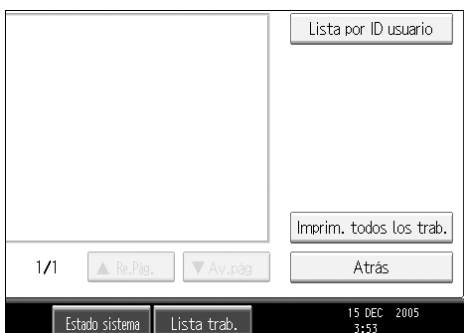 Lista por ID usuario
Imprim. todos los trab.
1/1
▲ Re.Pág.
▼ Av.pág
Atrás
Estado sistema
Lista trab.
15 DEC 2005
3:53